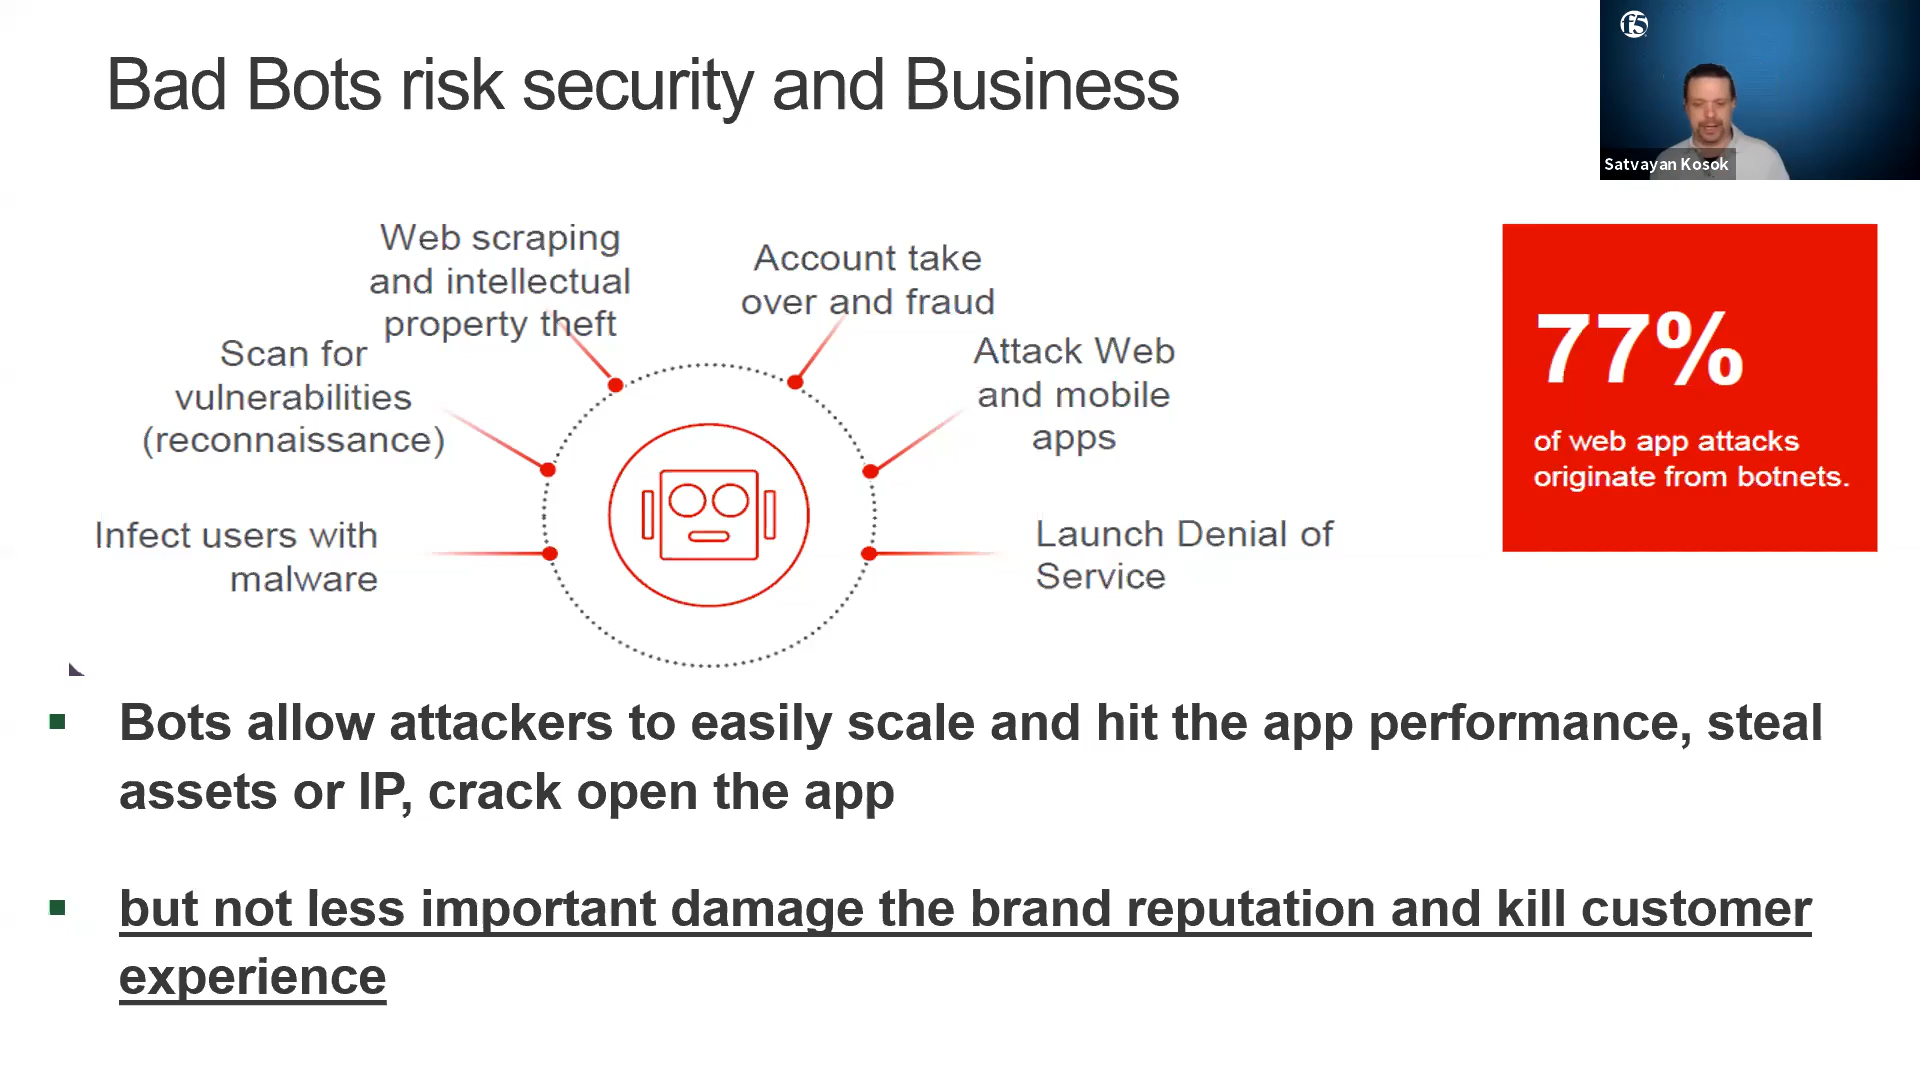 Bad Bots risk security and Business
f5
Satvayan Kosok
Web scraping
and intellectual
property theft
Account take
over and fraud
Scan for
vulnerabilities
(reconnaissance)
Attack Web
and mobile
apps
Infect users with
malware
Launch Denial of
Service
77%
of web app attacks
originate from botnets.
Bots allow attackers to easily scale and hit the app performance, steal
assets or IP, crack open the app
but not less important damage the brand reputation and kill customer
experience